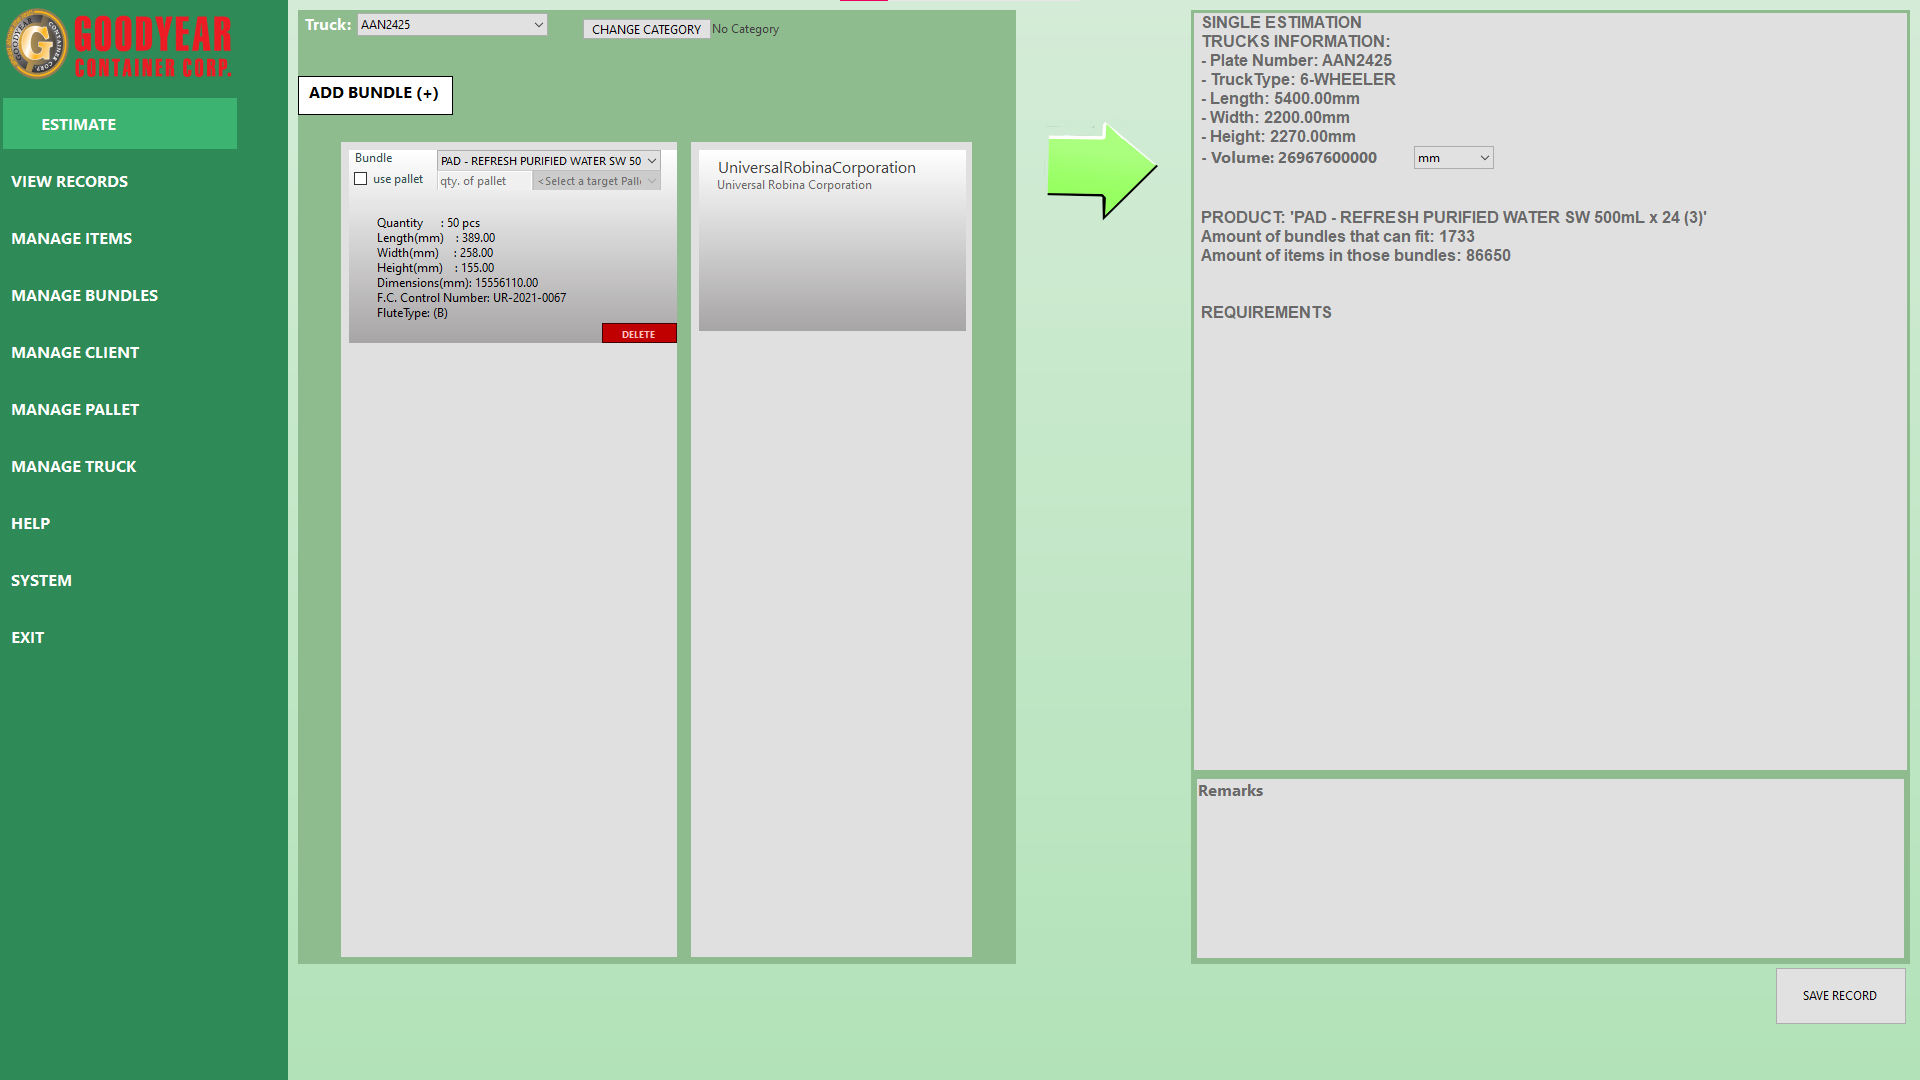 GOODYEAR
CONTAINER CORP.
ESTIMATE
VIEW RECORDS
MANAGE ITEMS
MANAGE BUNDLES
MANAGE CLIENT
MANAGE PALLET
MANAGE TRUCK
HELP
SYSTEM
EXIT
Truck: AAN2425
CHANGE CATEGORY No Category
ADD BUNDLE (+)
Bundle PAD - REFRESH PURIFIED WATER SW 50
use pallet qty. of pallet <Select a target Pall
Quantity : 50 pcs
Length(mm) : 389.00
Width(mm) : 258.00
Height(mm) : 155.00
Dimensions(mm): 15556110.00
F.C. Control Number: UR-2021-0067
FluteType: (B)
DELETE
UniversalRobinaCorporation
Universal Robina Corporation
SINGLE ESTIMATION
TRUCKS INFORMATION:
- Plate Number: AAN2425
- TruckType: 6-WHEELER
- Length: 5400.00mm
- Width: 2200.00mm
- Height: 2270.00mm
- Volume: 26967600000 mm
PRODUCT: 'PAD - REFRESH PURIFIED WATER SW 500mL x 24 (3)'
Amount of bundles that can fit: 1733
Amount of items in those bundles: 86650
REQUIREMENTS
Remarks
SAVE RECORD